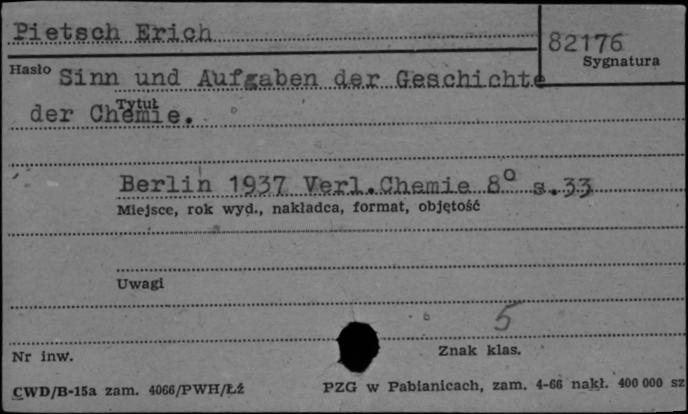 Pietsch Erich
82176
Sygnatura
Hasło
Sinn und Aufgaben der Geschichte
Tytuł
der Chemie.
Berlin 1937 Verl.Chemie 8° s.33
Miejsce, rok wyd., nakładca, format, objętość
Uwagi
5
Nr inw.
Znak klas.
CWD/B-15a zam. 4066/PWH/Łź
PZG w Pabianicach, zam. 4-66 nakł. 400 000 sz